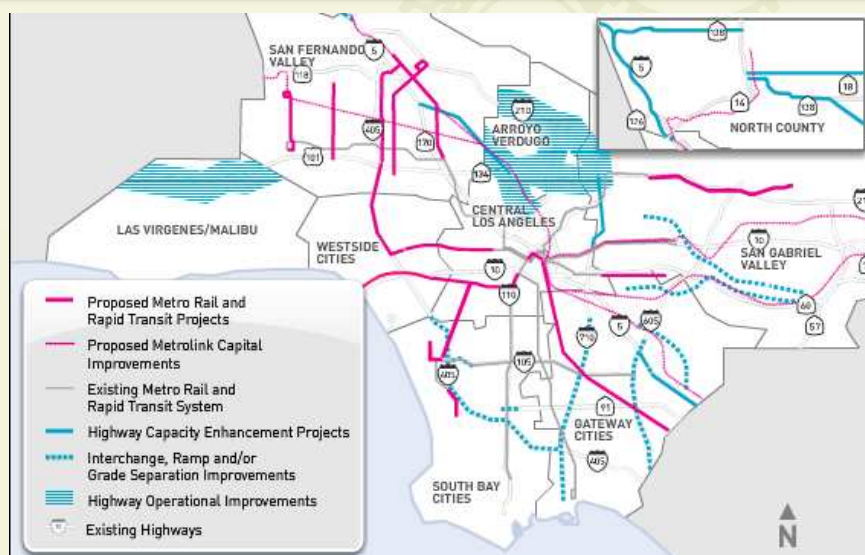 SAN FERNANDO
VALLEY
5
118
405
170
101
134
210
ARROYO
VERDUGO
138
5
18
14
138
126
NORTH COUNTY
LAS VIRGENES/MALIBU
WESTSIDE
CITIES
CENTRAL
LOS ANGELES
10
110
10
SAN GABRIEL
VALLEY
60
57
5
605
710
105
405
91
GATEWAY
CITIES
405
SOUTH BAY
CITIES
Proposed Metro Rail and
Rapid Transit Projects
Proposed Metrolink Capital
Improvements
Existing Metro Rail and
Rapid Transit System
Highway Capacity Enhancement Projects
Interchange, Ramp and/or
Grade Separation Improvements
Highway Operational Improvements
Existing Highways
N